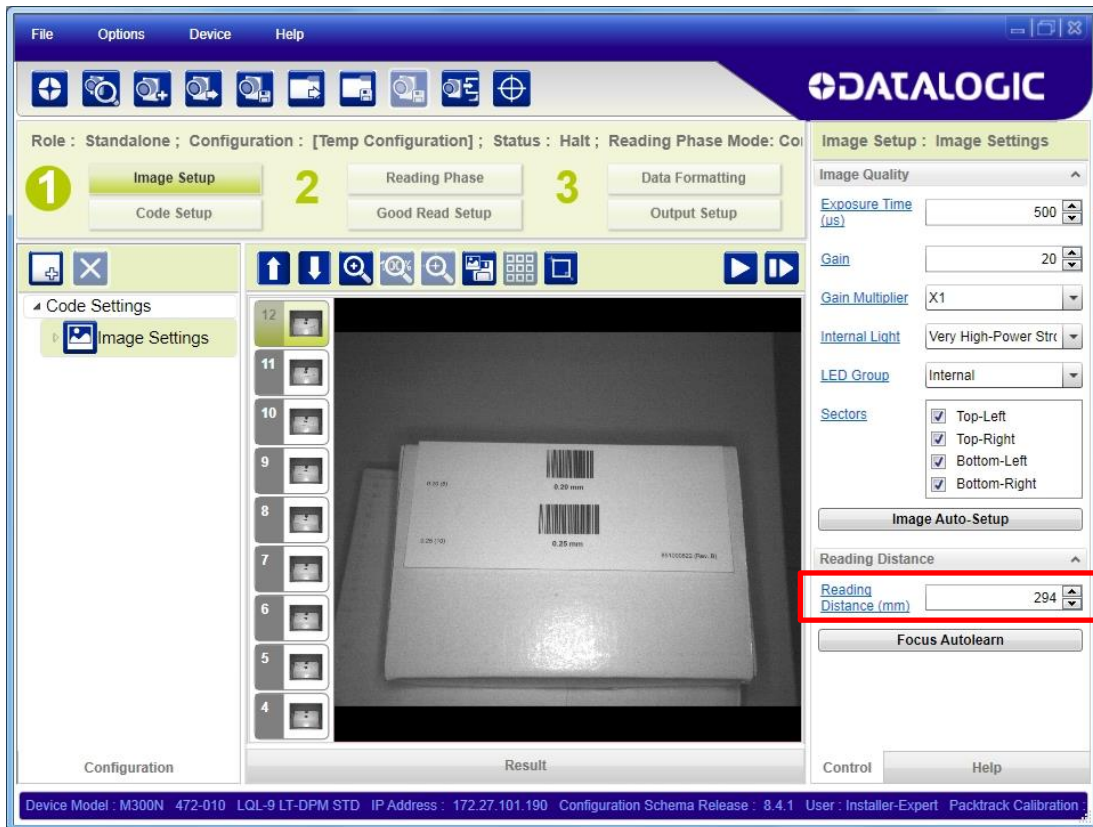 File Options Device Help
DATALOGIC
Role : Standalone ; Configuration : [Temp Configuration] ; Status : Halt ; Reading Phase Mode: Co
1 Image Setup 2 Reading Phase 3 Data Formatting
Code Setup Good Read Setup Output Setup
Image Setup : Image Settings
Image Quality
Exposure Time (µs) 500
Gain 20
Gain Multiplier X1
Internal Light Very High-Power Str
LED Group Internal
Sectors
Top-Left
Top-Right
Bottom-Left
Bottom-Right
Image Auto-Setup
Reading Distance
Reading Distance (mm) 294
Focus Autolearn
Control Help
Code Settings
Image Settings
Configuration
100%
12
11
10
9
8
7
6
5
4
0.20 mm
0.25 (10)
0.25 mm
Result
Device Model : M300N 472-010 LQL-9 LT-DPM STD IP Address : 172.27.101.190 Configuration Schema Release : 8.4.1 User : Installer-Expert Packtrack Calibration :